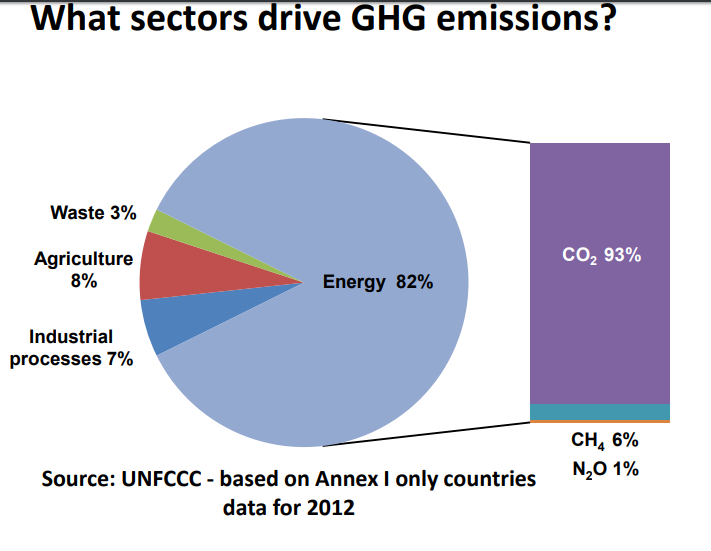 What sectors drive GHG emissions?
Waste 3%
Agriculture
8%
Industrial
processes 7%
Energy 82%
CO₂ 93%
CH₄ 6%
N₂O 1%
Source: UNFCCC - based on Annex I only countries
data for 2012